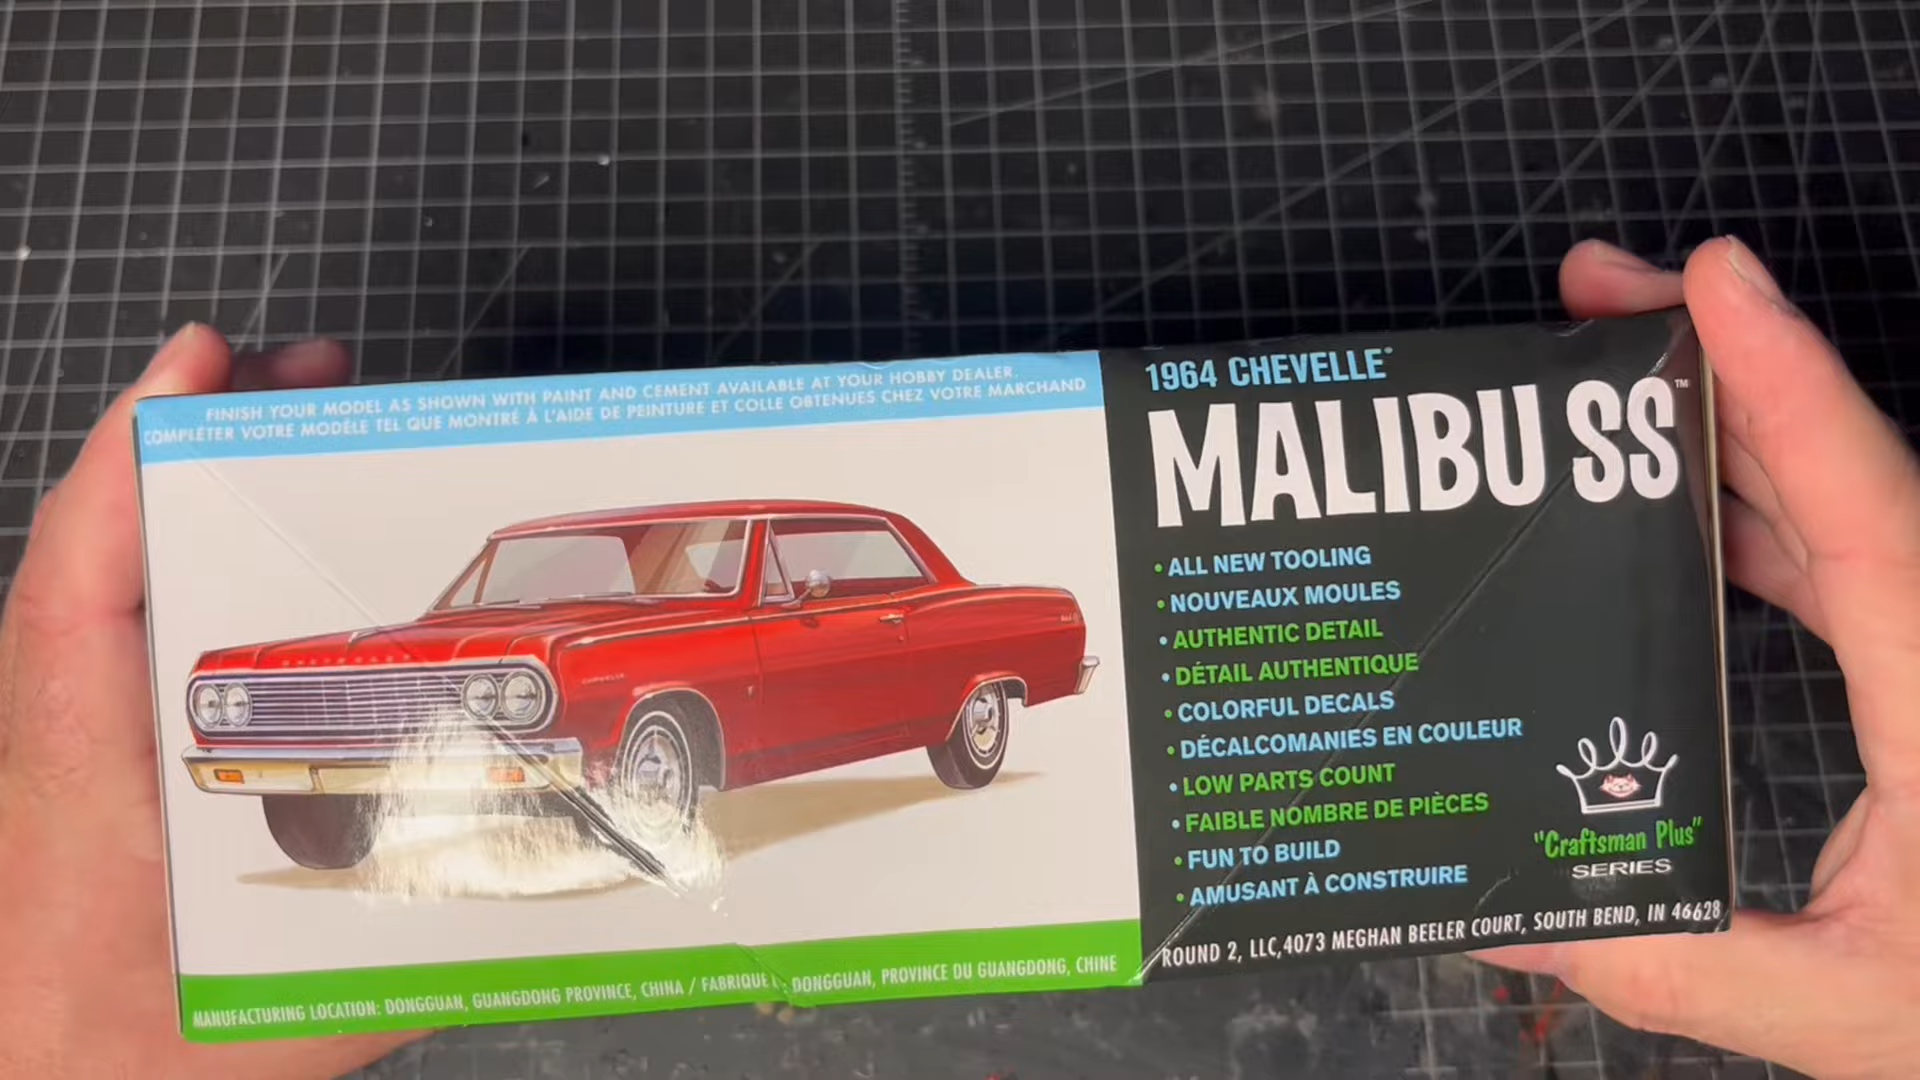 FINISH YOUR MODEL AS SHOWN WITH PAINT AND CEMENT AVAILABLE AT YOUR HOBBY DEALER.
COMPLÉTER VOTRE MODÈLE TEL QUE MONTRÉ À L'AIDE DE PEINTURE ET COLLE OBTENUES CHEZ VOTRE MARCHAND
CHEVROLET
CHEVELLE
1964 CHEVELLE®
MALIBU SS™
• ALL NEW TOOLING
• NOUVEAUX MOULES
• AUTHENTIC DETAIL
• DÉTAIL AUTHENTIQUE
• COLORFUL DECALS
• DÉCALCOMANIES EN COULEUR
• LOW PARTS COUNT
• FAIBLE NOMBRE DE PIÈCES
• FUN TO BUILD
• AMUSANT À CONSTRUIRE
"Craftsman Plus"
SERIES
ROUND 2, LLC,4073 MEGHAN BEELER COURT, SOUTH BEND, IN 46628
MANUFACTURING LOCATION: DONGGUAN, GUANGDONG PROVINCE, CHINA / FABRIQUE DONGGUAN, PROVINCE DU GUANGDONG, CHINE